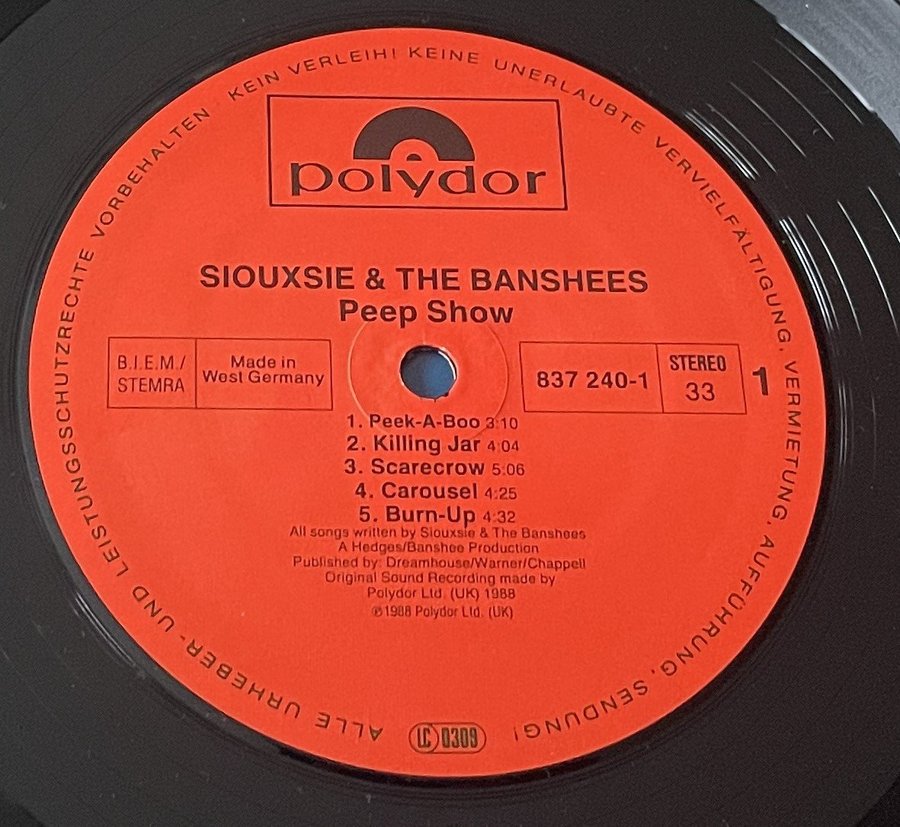 ALLE URHEBER- UND LEISTUNGSSCHUTZRECHTE VORBEHALTEN · KEIN VERLEIH! KEINE UNERLAUBTE VERVIELFÄLTIGUNG, VERMIETUNG, AUFFÜHRUNG, SENDUNG!
polydor
SIOUXSIE & THE BANSHEES
Peep Show
B.I.E.M./
STEMRA
Made in
West Germany
837 240-1
STEREO
33
1
1. Peek-A-Boo 3:10
2. Killing Jar 4:04
3. Scarecrow 5:06
4. Carousel 4:25
5. Burn-Up 4:32
All songs written by Siouxsie & The Banshees
A Hedges/Banshee Production
Published by: Dreamhouse/Warner/Chappell
Original Sound Recording made by
Polydor Ltd. (UK) 1988
℗1988 Polydor Ltd. (UK)
LC 0309